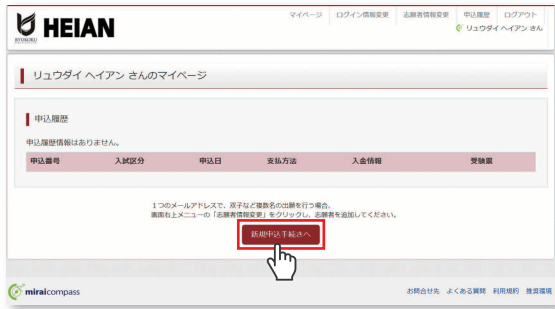 マイページ ログイン情報変更 志願者情報変更 申込履歴 ログアウト
HEIAN
RYUKOKU
リュウダイ ヘイアン さん
リュウダイ ヘイアン さんのマイページ
申込履歴
申込履歴情報はありません。
申込番号 入試区分 申込日 支払方法 入金情報 受験票
1つのメールアドレスで、双子など複数名の出願を行う場合、
画面右上メニューの「志願者情報変更」をクリックし、志願者を追加してください。
新規申込手続きへ
miraicompass
お問合せ先 よくある質問 利用規約 推奨環境